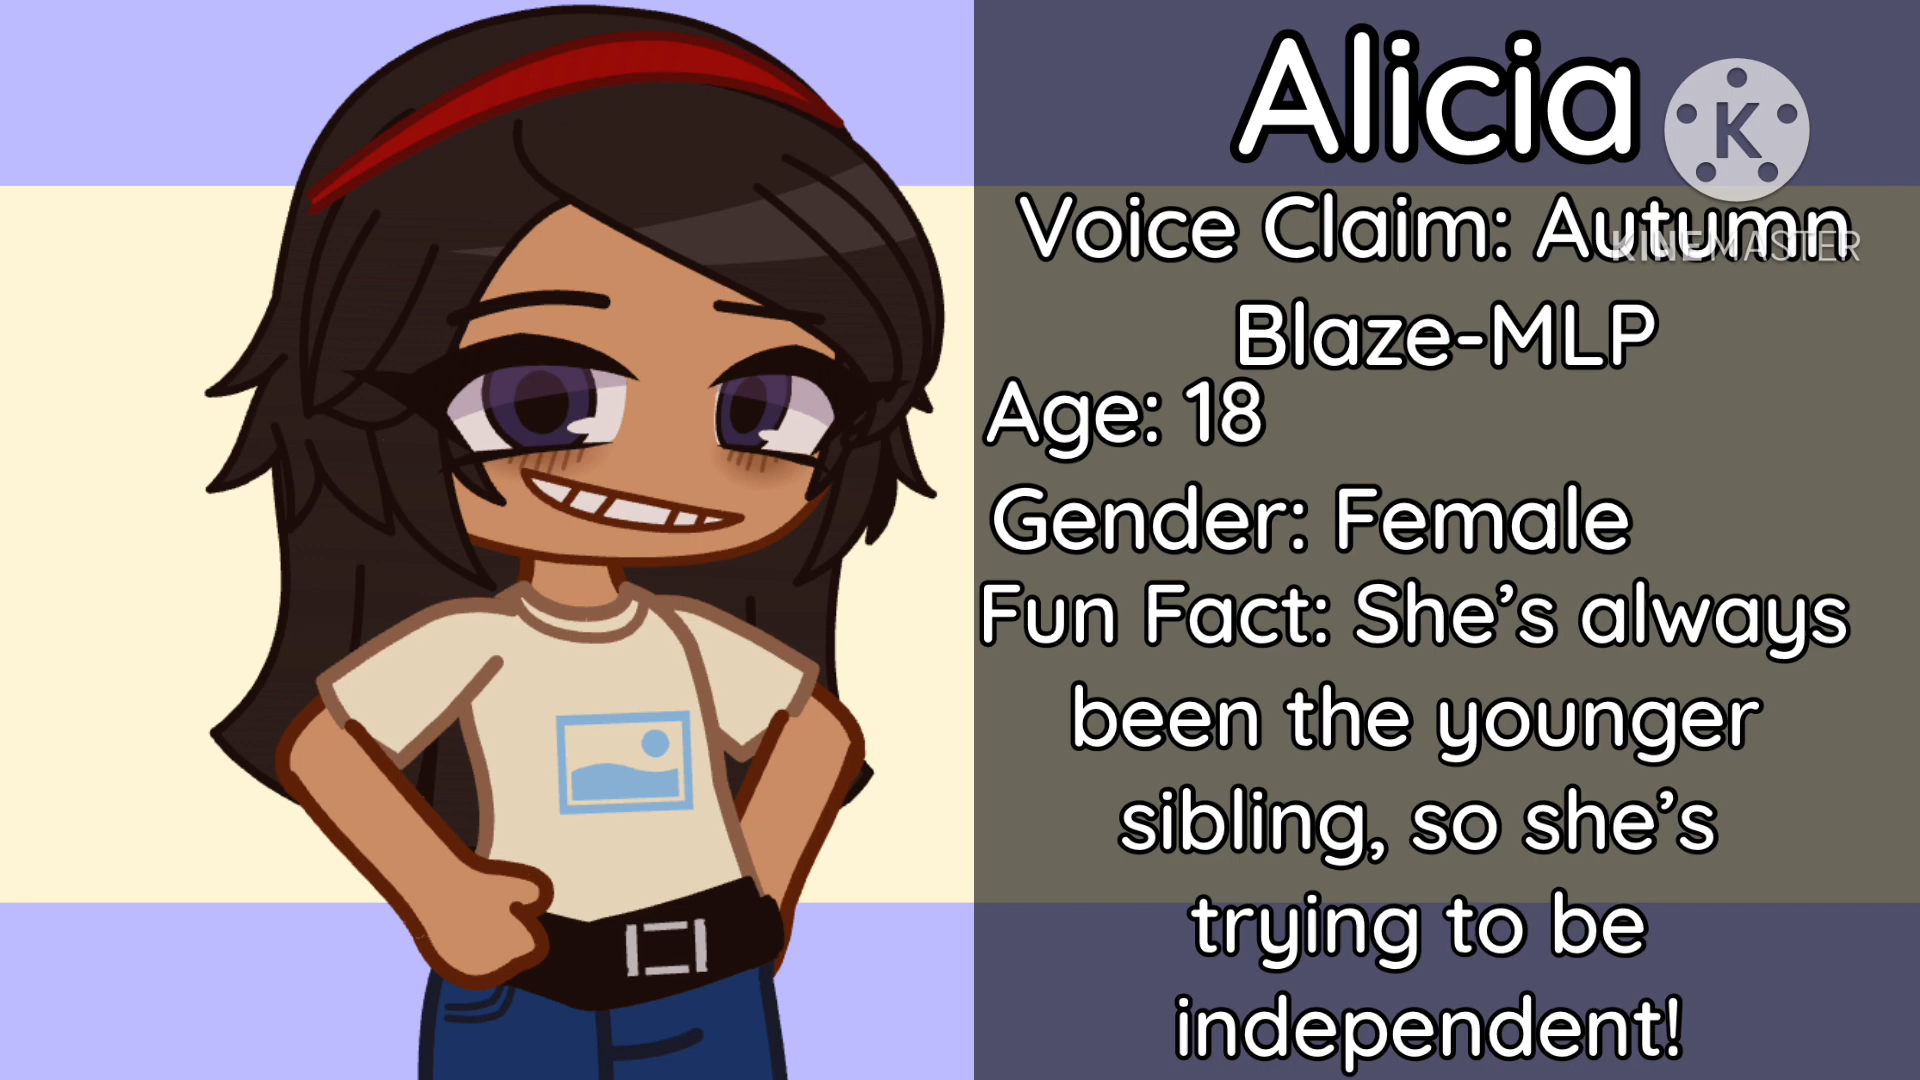 Alicia
K
Voice Claim: Autumn
KINEMASTER
Blaze-MLP
Age: 18
Gender: Female
Fun Fact: She's always
been the younger
sibling, so she's
trying to be
independent!